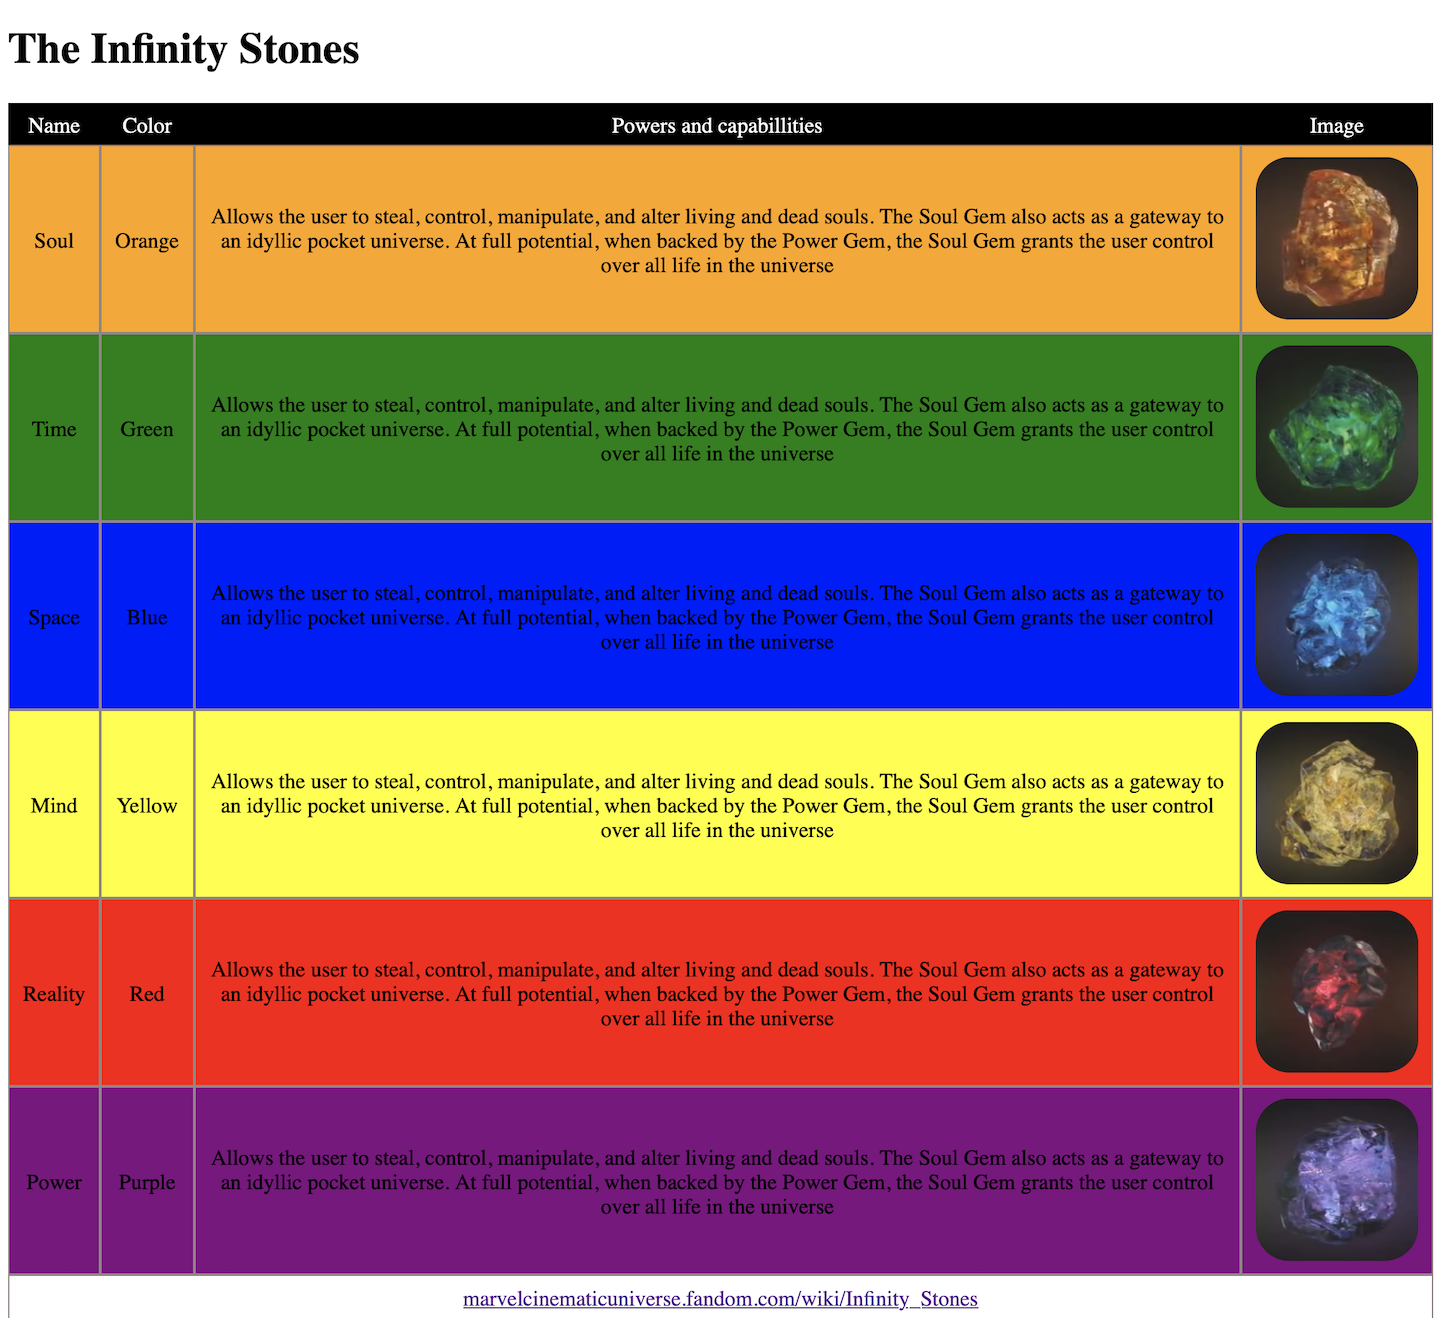 The Infinity Stones
Name Color Powers and capabillities Image
Allows the user to steal, control, manipulate, and alter living and dead souls. The Soul Gem also acts as a gateway to
Soul Orange an idyllic pocket universe. At full potential, when backed by the Power Gem, the Soul Gem grants the user control
over all life in the universe
Allows the user to steal, control, manipulate, and alter living and dead souls. The Soul Gem also acts as a gateway to
Time Green an idyllic pocket universe. At full potential, when backed by the Power Gem, the Soul Gem grants the user control
over all life in the universe
Allows the user to steal, control, manipulate, and alter living and dead souls. The Soul Gem also acts as a gateway to
Space Blue an idyllic pocket universe. At full potential, when backed by the Power Gem, the Soul Gem grants the user control
over all life in the universe
Allows the user to steal, control, manipulate, and alter living and dead souls. The Soul Gem also acts as a gateway to
Mind Yellow an idyllic pocket universe. At full potential, when backed by the Power Gem, the Soul Gem grants the user control
over all life in the universe
Allows the user to steal, control, manipulate, and alter living and dead souls. The Soul Gem also acts as a gateway to
Reality Red an idyllic pocket universe. At full potential, when backed by the Power Gem, the Soul Gem grants the user control
over all life in the universe
Allows the user to steal, control, manipulate, and alter living and dead souls. The Soul Gem also acts as a gateway to
Power Purple an idyllic pocket universe. At full potential, when backed by the Power Gem, the Soul Gem grants the user control
over all life in the universe
marvelcinematicuniverse.fandom.com/wiki/Infinity_Stones